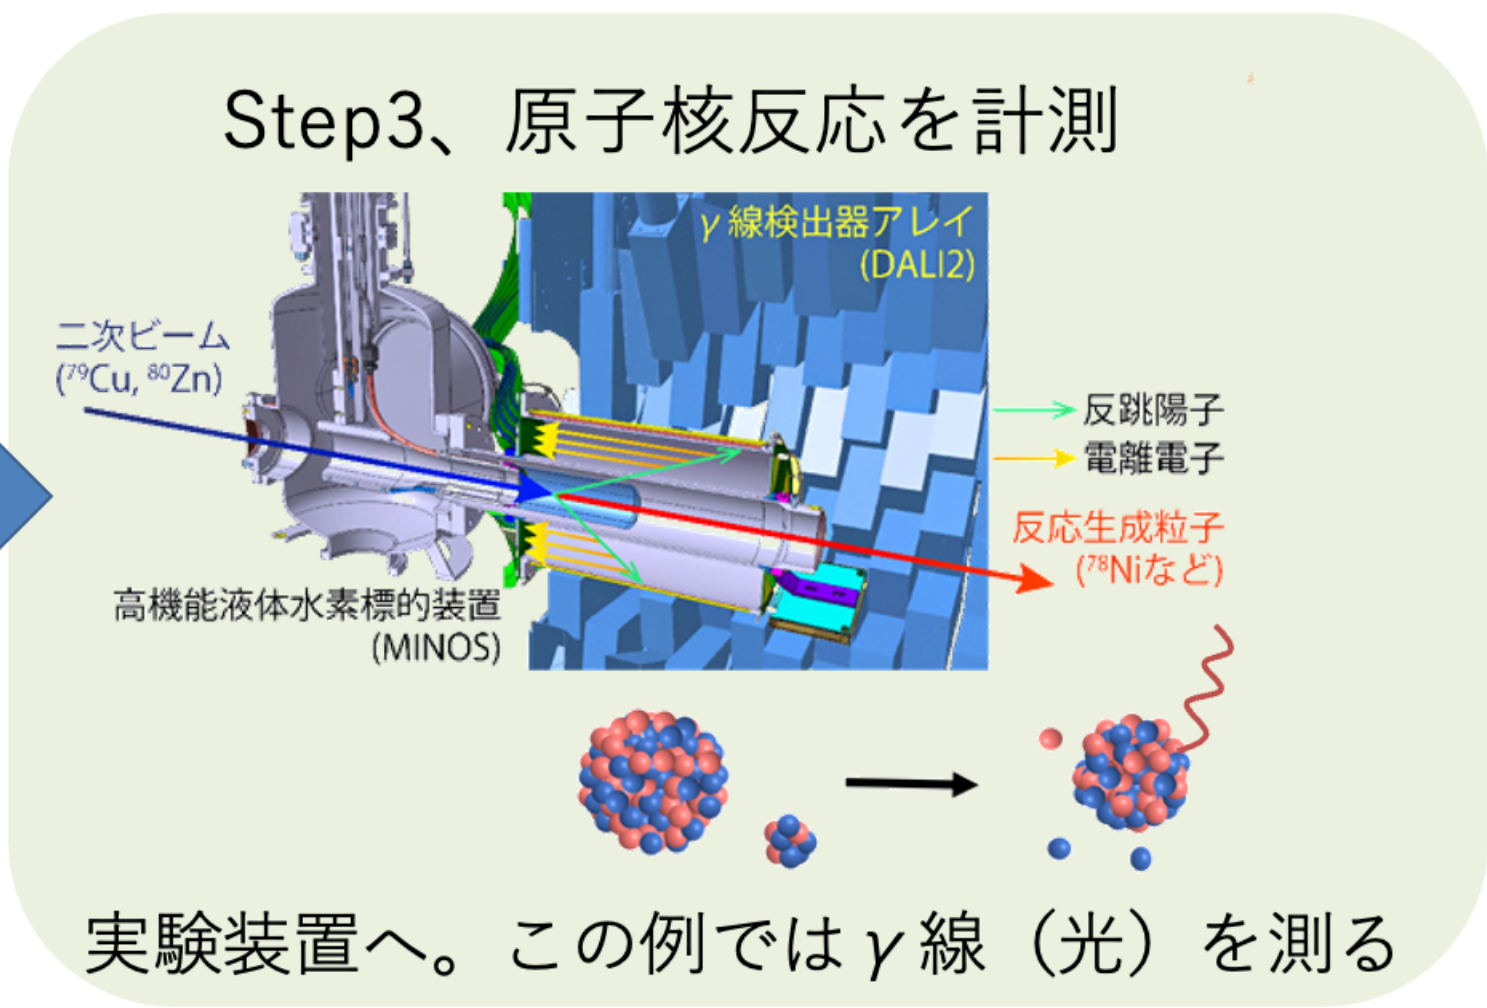 Step3、原子核反応を計測
γ線検出器アレイ
(DALI2)
二次ビーム
(⁷⁹Cu, ⁸⁰Zn)
反跳陽子
電離電子
反応生成粒子
(⁷⁸Niなど)
高機能液体水素標的装置
(MINOS)
実験装置へ。この例ではγ線（光）を測る